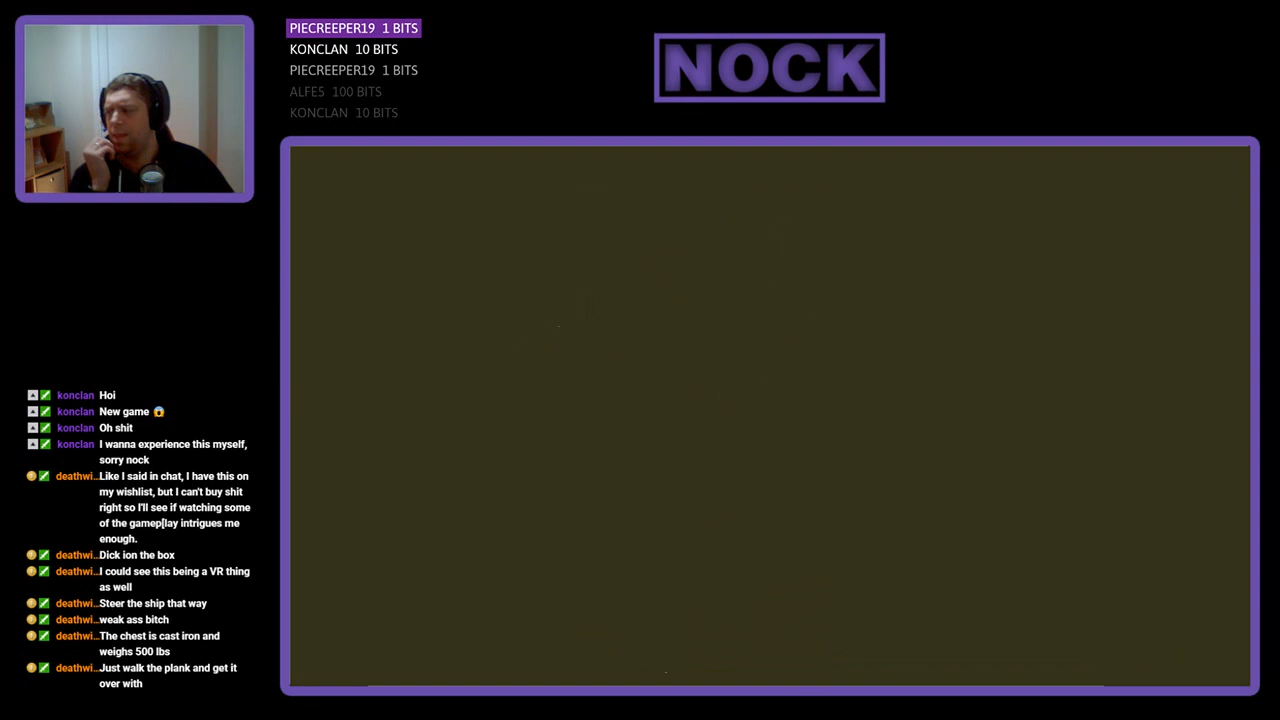 PIECREEPER19 1 BITS
KONCLAN 10 BITS
PIECREEPER19 1 BITS
ALFE5 100 BITS
KONCLAN 10 BITS
NOCK
konclan Hoi
konclan New game 😱
konclan Oh shit
konclan I wanna experience this myself,
sorry nock
deathwi... Like I said in chat, I have this on
my wishlist, but I can't buy shit
right so I'll see if watching some
of the gamep[lay intrigues me
enough.
deathwi... Dick ion the box
deathwi... I could see this being a VR thing
as well
deathwi... Steer the ship that way
deathwi... weak ass bitch
deathwi... The chest is cast iron and
weighs 500 lbs
deathwi... Just walk the plank and get it
over with